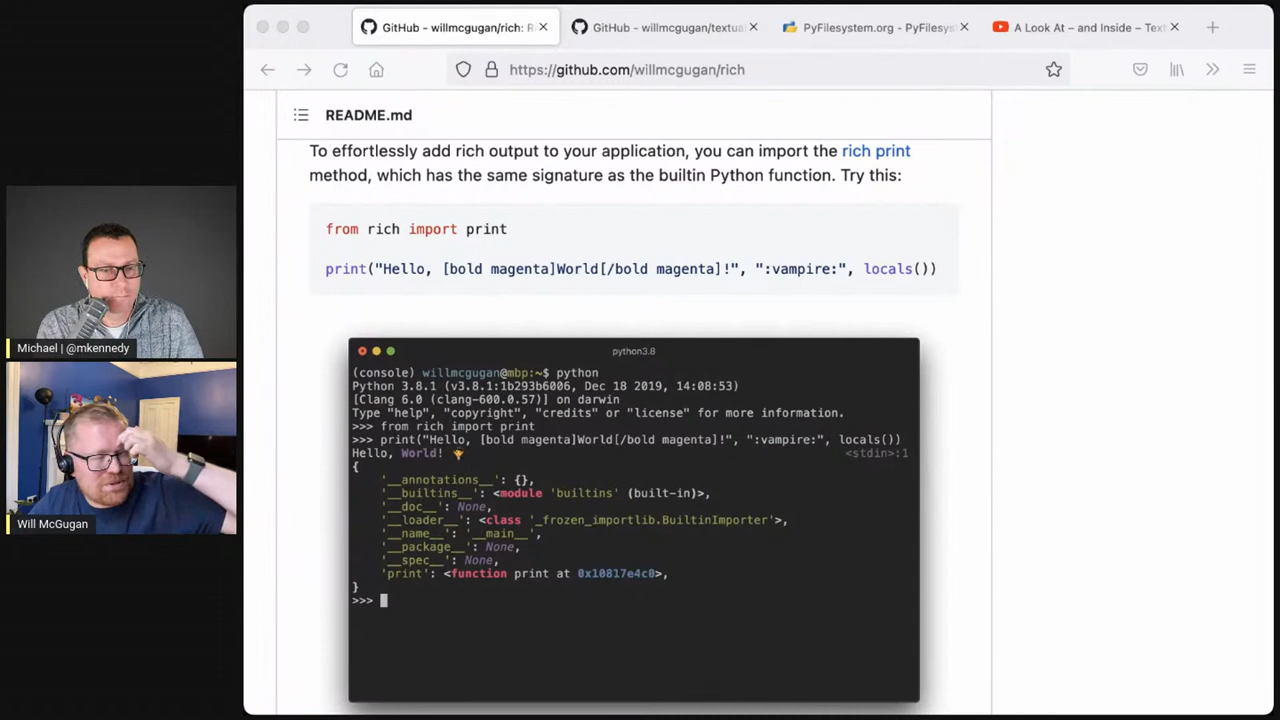 GitHub – willmcgugan/rich: R
GitHub – willmcgugan/textua
PyFilesystem.org - PyFilesys
A Look At – and Inside – Text
https://github.com/willmcgugan/rich
README.md
To effortlessly add rich output to your application, you can import the rich print
method, which has the same signature as the builtin Python function. Try this:
from rich import print
print("Hello, [bold magenta]World[/bold magenta]!", ":vampire:", locals())
python3.8
(console) willmcgugan@mbp:~$ python
Python 3.8.1 (v3.8.1:1b293b6006, Dec 18 2019, 14:08:53)
[Clang 6.0 (clang-600.0.57)] on darwin
Type "help", "copyright", "credits" or "license" for more information.
>>> from rich import print
>>> print("Hello, [bold magenta]World[/bold magenta]!", ":vampire:", locals())
Hello, World! <stdin>:1
{
'__annotations__': {},
'__builtins__': <module 'builtins' (built-in)>,
'__doc__': None,
'__loader__': <class '_frozen_importlib.BuiltinImporter'>,
'__name__': '__main__',
'__package__': None,
'__spec__': None,
'print': <function print at 0x10817e4c0>,
}
>>>
Michael | @mkennedy
Will McGugan